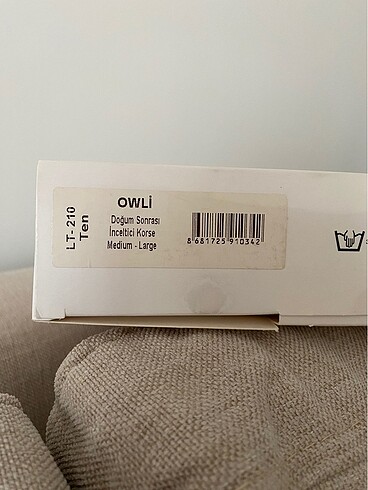 LT-210
Ten
OWLİ
Doğum Sonrası
İnceltici Korse
Medium - Large
8 681725 910342